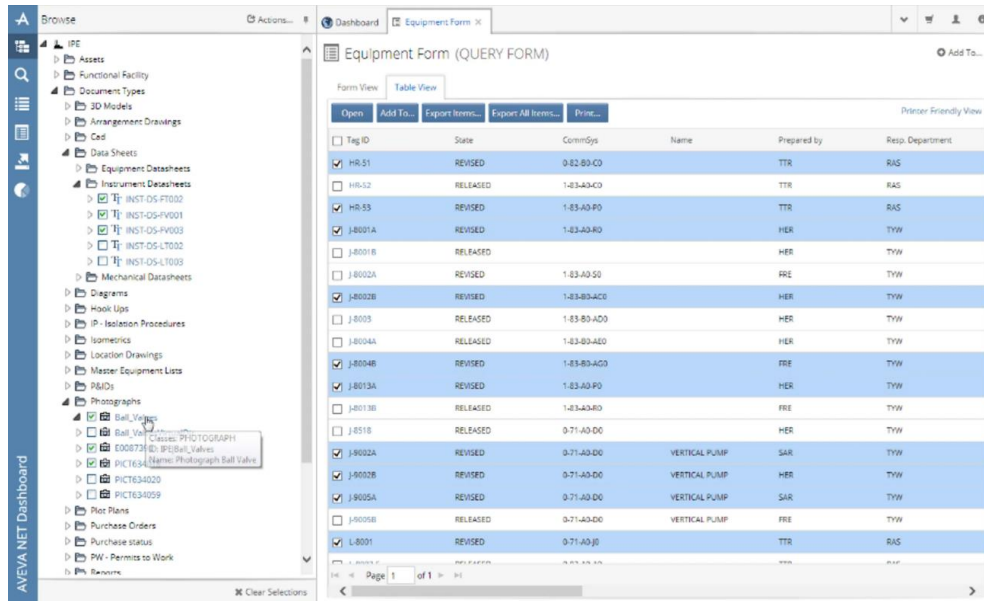 Browse
Actions...
IPE
Assets
Functional Facility
Document Types
3D Models
Arrangement Drawings
Cad
Data Sheets
Equipment Datasheets
Instrument Datasheets
INST-DS-FT002
INST-DS-FV001
INST-DS-FV003
INST-DS-LT002
INST-DS-LT003
Mechanical Datasheets
Diagrams
Hook Ups
IP - Isolation Procedures
Isometrics
Location Drawings
Master Equipment Lists
P&IDs
Photographs
Ball_Valves
Classes: PHOTOGRAPH
ID: IPE|Ball_Valves
Name: Photograph Ball Valve
PICT634020
PICT634059
Plot Plans
Purchase Orders
Purchase status
PW - Permits to Work
Reports
Clear Selections
AVEVA NET Dashboard
Dashboard
Equipment Form
Equipment Form (QUERY FORM)
Add To...
Form View
Table View
Open Add To... Export Items... Export All Items... Print...
Printer Friendly View
Tag ID State CommSys Name Prepared by Resp. Department
HR-51 REVISED 0-82-B0-C0 TTR RAS
HR-52 RELEASED 1-83-A0-C0 TTR RAS
HR-53 REVISED 1-83-A0-P0 TTR RAS
J-8001A REVISED 1-83-A0-R0 HER TYW
J-8001B RELEASED HER TYW
J-8002A REVISED 1-83-A0-S0 FRE TYW
J-8002B REVISED 1-83-B0-AC0 HER TYW
J-8003 RELEASED 1-83-B0-AD0 HER TYW
J-8004A RELEASED 1-83-B0-AE0 HER TYW
J-8004B REVISED 1-83-B0-AG0 FRE TYW
J-8013A REVISED 1-83-A0-P0 HER TYW
J-8013B RELEASED 1-83-A0-R0 FRE TYW
J-8518 RELEASED 0-71-A0-D0 HER TYW
J-9002A REVISED 0-71-A0-D0 VERTICAL PUMP SAR TYW
J-9002B REVISED 0-71-A0-D0 VERTICAL PUMP HER TYW
J-9005A REVISED 0-71-A0-D0 VERTICAL PUMP SAR TYW
J-9005B RELEASED 0-71-A0-D0 VERTICAL PUMP FRE TYW
L-8001 REVISED 0-71-A0-J0 TTR RAS
Page 1 of 1